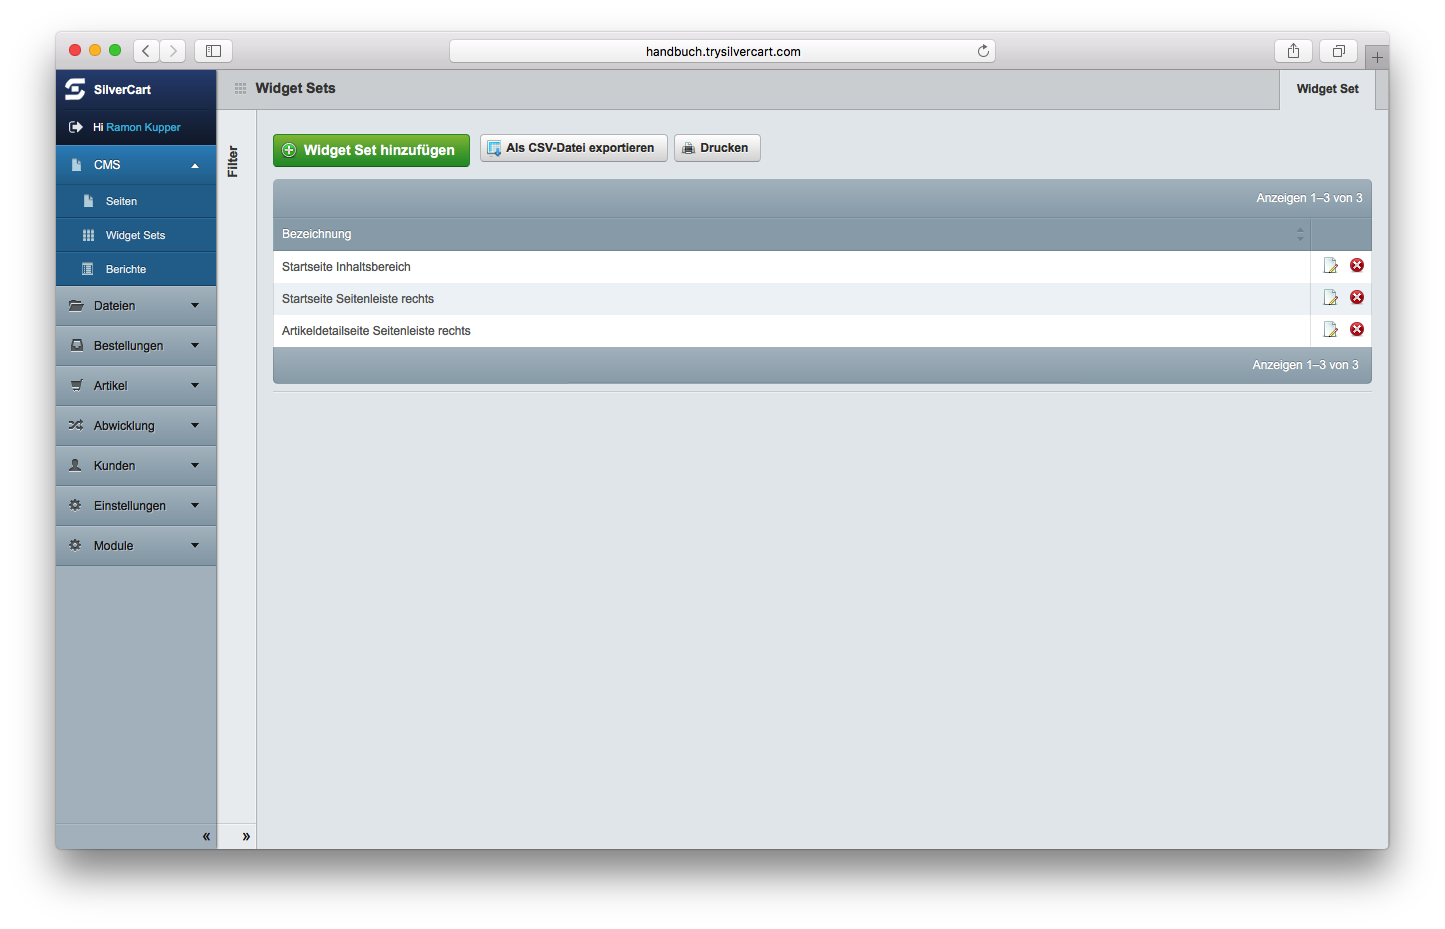 handbuch.trysilvercart.com
SilverCart
Hi Ramon Kupper
CMS
Seiten
Widget Sets
Berichte
Dateien
Bestellungen
Artikel
Abwicklung
Kunden
Einstellungen
Module
«
Filter
»
Widget Sets
Widget Set
Widget Set hinzufügen
Als CSV-Datei exportieren
Drucken
Anzeigen 1–3 von 3
Bezeichnung
Startseite Inhaltsbereich
Startseite Seitenleiste rechts
Artikeldetailseite Seitenleiste rechts
Anzeigen 1–3 von 3